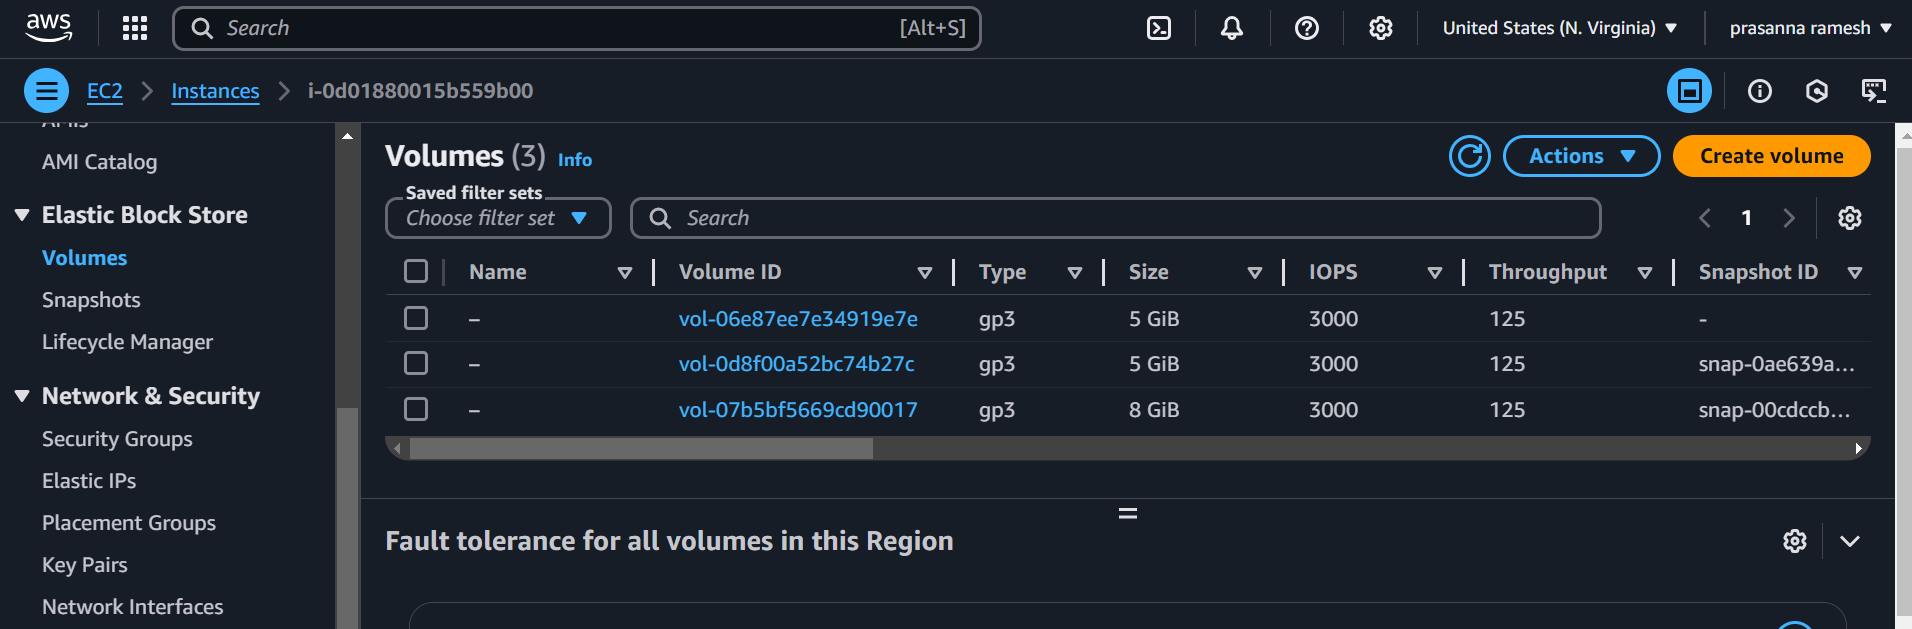 aws
Search [Alt+S]
United States (N. Virginia)
prasanna ramesh
EC2
Instances
i-0d01880015b559b00
AMIs
AMI Catalog
Elastic Block Store
Volumes
Snapshots
Lifecycle Manager
Network & Security
Security Groups
Elastic IPs
Placement Groups
Key Pairs
Network Interfaces
Volumes (3) Info
Actions
Create volume
Saved filter sets
Choose filter set
Search
1
Name Volume ID Type Size IOPS Throughput Snapshot ID
– vol-06e87ee7e34919e7e gp3 5 GiB 3000 125 -
– vol-0d8f00a52bc74b27c gp3 5 GiB 3000 125 snap-0ae639a...
– vol-07b5bf5669cd90017 gp3 8 GiB 3000 125 snap-00cdccb...
Fault tolerance for all volumes in this Region